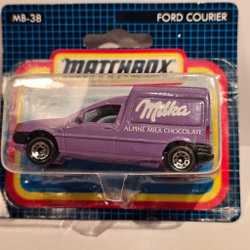 MB-38
FORD COURIER
MATCHBOX
Milka
ALPINE MILK CHOCOLATE